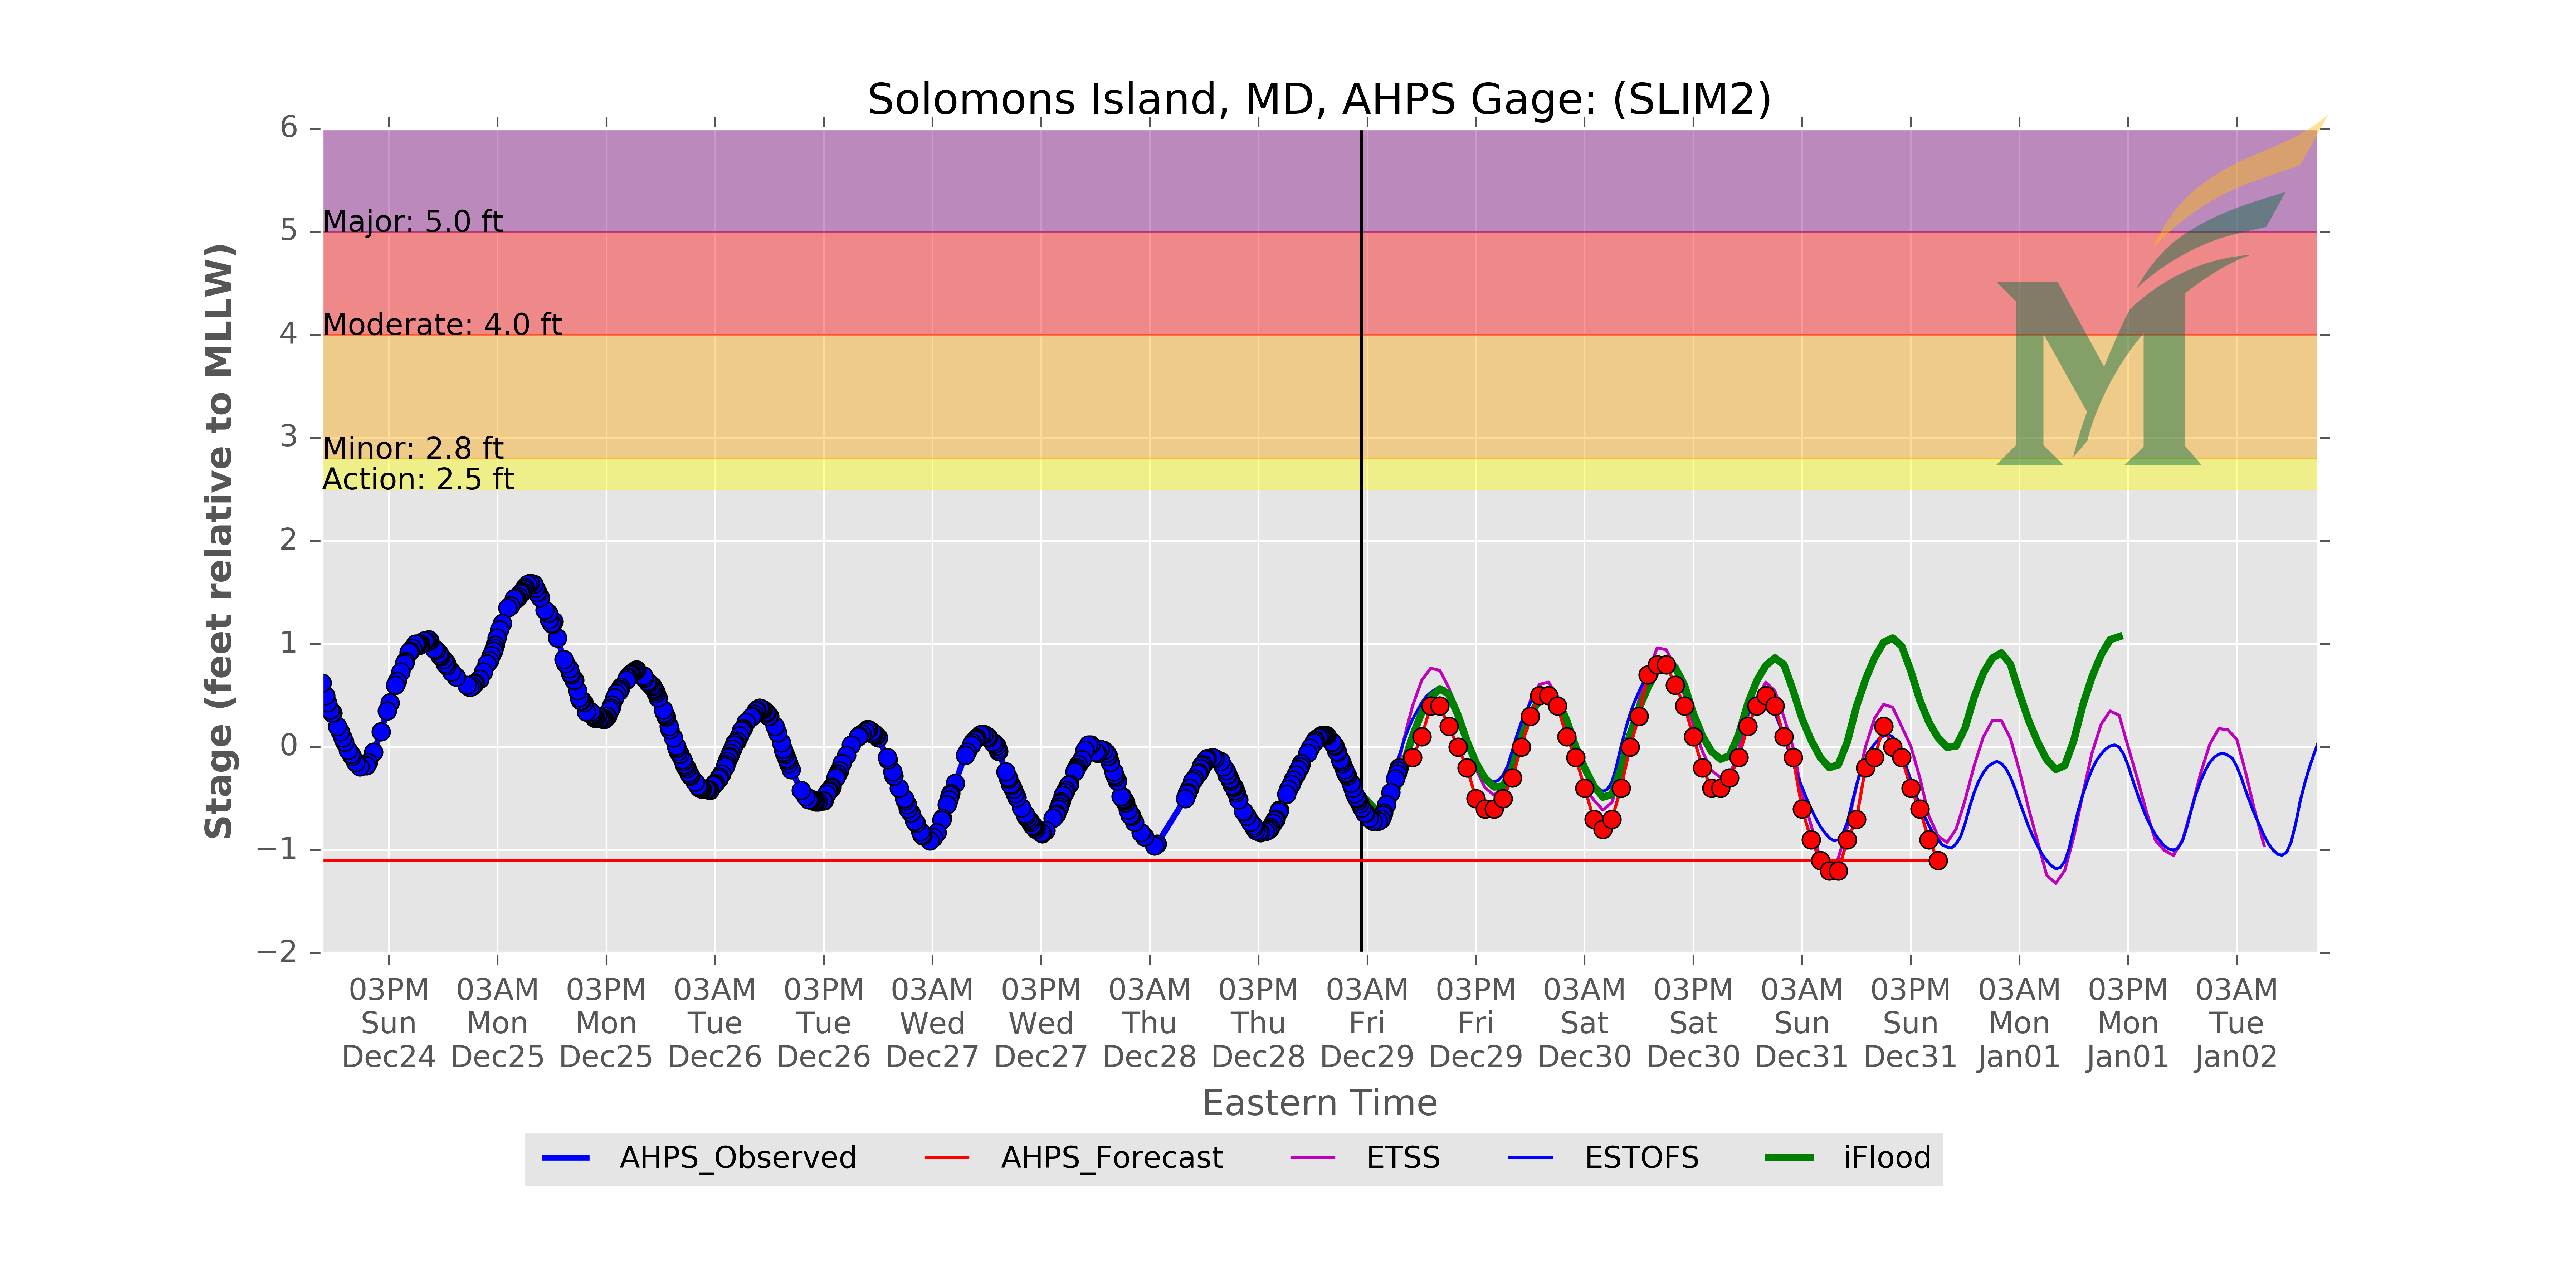 Solomons Island, MD, AHPS Gage: (SLIM2)
6
5
4
3
2
1
0
−1
−2
Stage (feet relative to MLLW)
Major: 5.0 ft
Moderate: 4.0 ft
Minor: 2.8 ft
Action: 2.5 ft
M
03PM 03AM 03PM 03AM 03PM 03AM 03PM 03AM 03PM 03AM 03PM 03AM 03PM 03AM 03PM 03AM 03PM 03AM
Sun Mon Mon Tue Tue Wed Wed Thu Thu Fri Fri Sat Sat Sun Sun Mon Mon Tue
Dec24 Dec25 Dec25 Dec26 Dec26 Dec27 Dec27 Dec28 Dec28 Dec29 Dec29 Dec30 Dec30 Dec31 Dec31 Jan01 Jan01 Jan02
Eastern Time
AHPS_Observed AHPS_Forecast ETSS ESTOFS iFlood